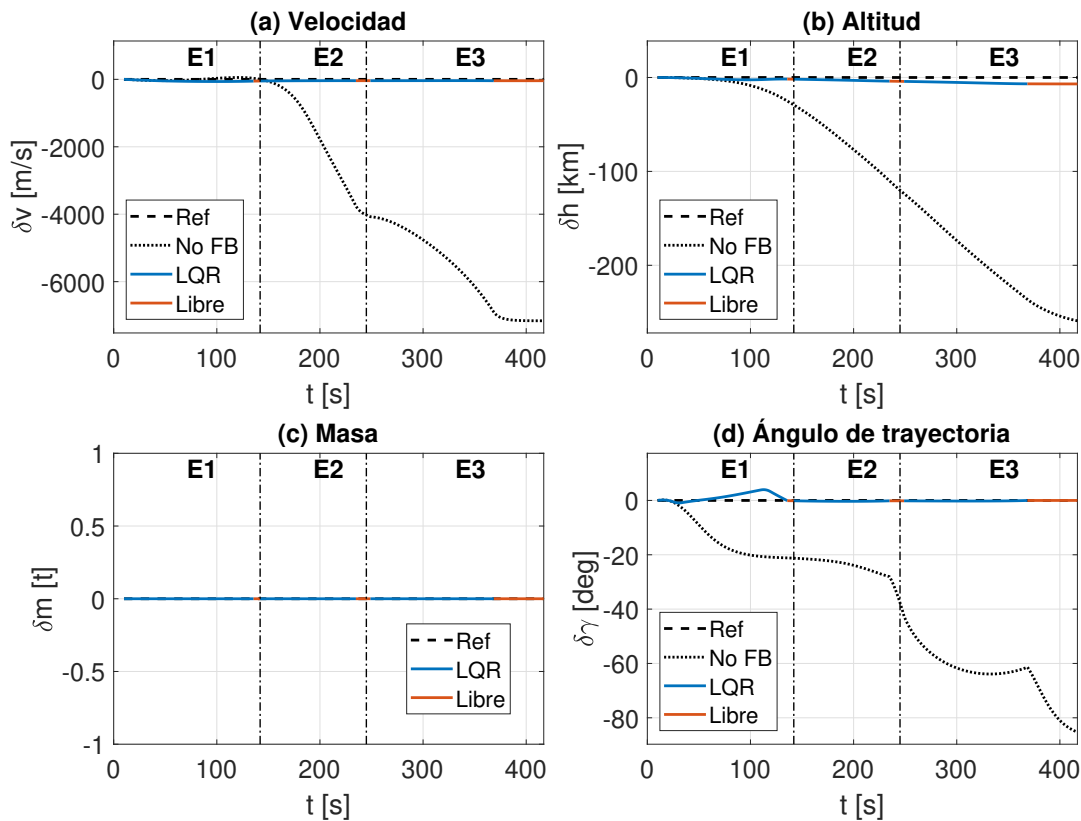 (a) Velocidad
E1 E2 E3
0
-2000
-4000
-6000
δv [m/s]
Ref
No FB
LQR
Libre
0 100 200 300 400
t [s]
(b) Altitud
E1 E2 E3
0
-100
-200
δh [km]
Ref
No FB
LQR
Libre
0 100 200 300 400
t [s]
(c) Masa
E1 E2 E3
1
0.5
0
-0.5
-1
δm [t]
Ref
LQR
Libre
0 100 200 300 400
t [s]
(d) Ángulo de trayectoria
E1 E2 E3
0
-20
-40
-60
-80
δγ [deg]
Ref
No FB
LQR
Libre
0 100 200 300 400
t [s]